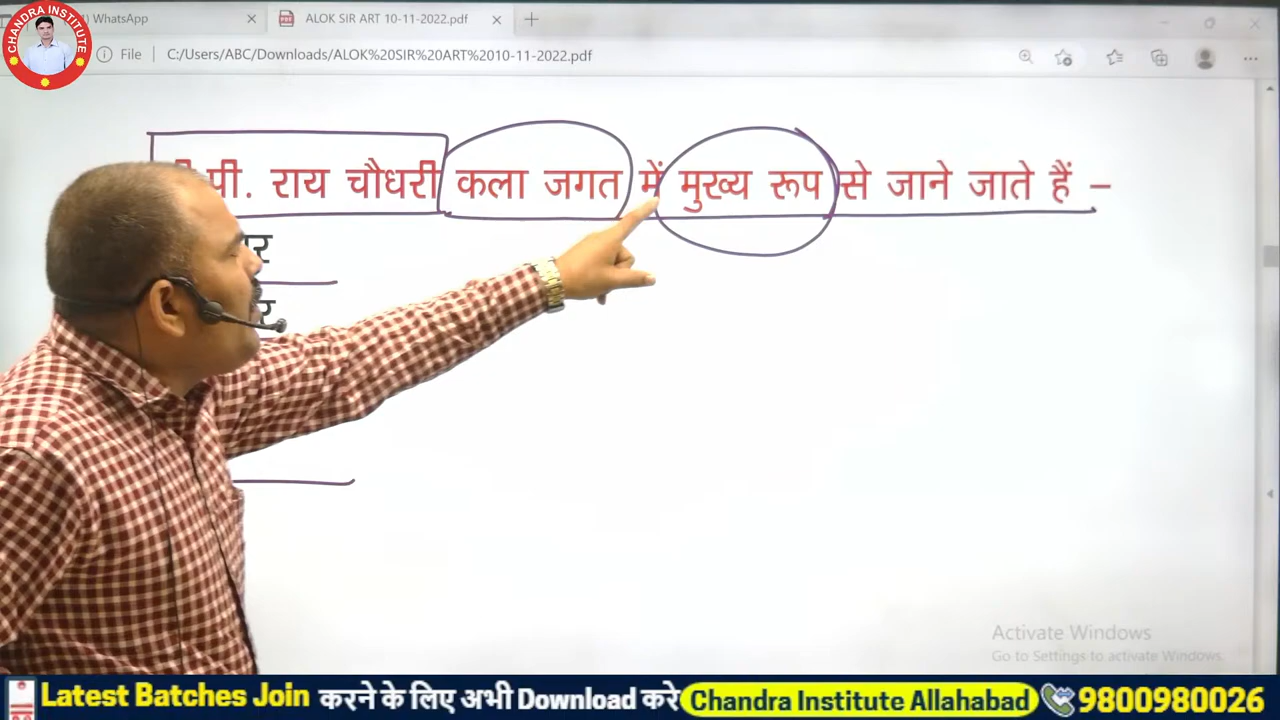 CHANDRA INSTITUTE
WhatsApp
ALOK SIR ART 10-11-2022.pdf
File C:/Users/ABC/Downloads/ALOK%20SIR%20ART%2010-11-2022.pdf
पी. राय चौधरी कला जगत में मुख्य रूप से जाने जाते हैं –
Activate Windows
Go to Settings to activate Windows.
Latest Batches Join करने के लिए अभी Download करे Chandra Institute Allahabad 9800980026